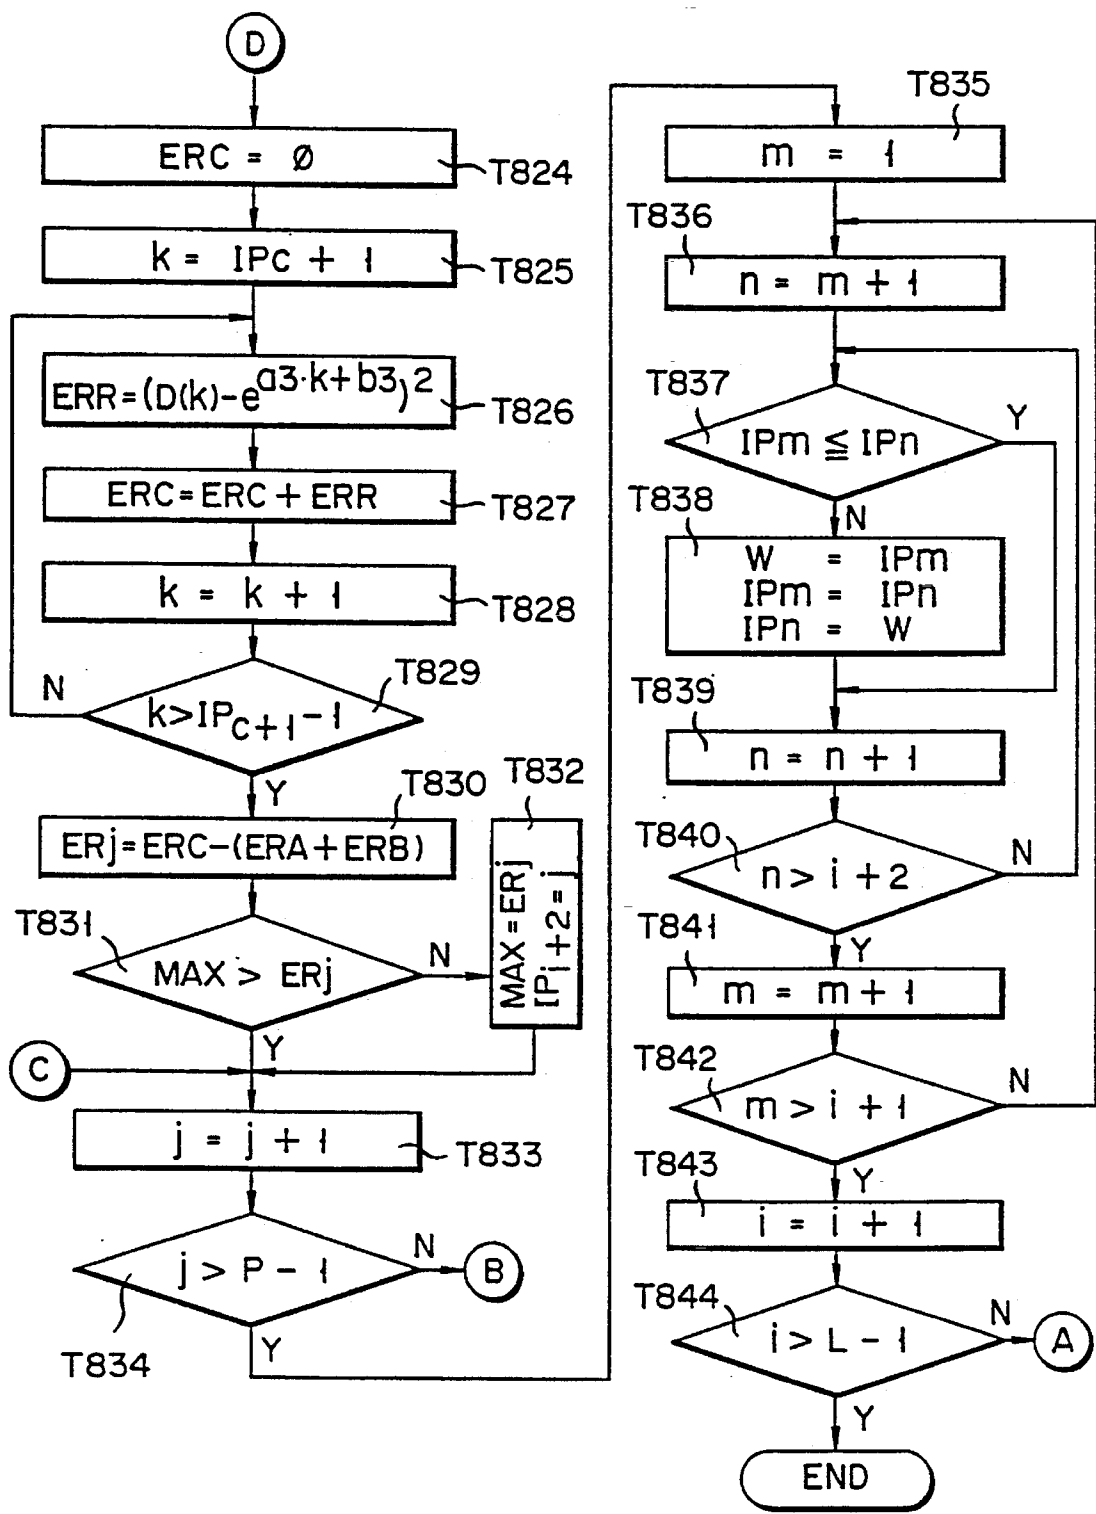 D
ERC = Ø
T824
k = IPC + 1
T825
ERR=(D(k)-e^a3·k+b3)^2
T826
ERC=ERC+ERR
T827
k = k + 1
T828
T829
N
k>IP_C+1-1
Y
T830
ERj=ERC-(ERA+ERB)
T832
MAX=ERj
IPi+2=j
T831
MAX > ERj
N
Y
C
j = j + 1
T833
j > P - 1
N
B
T834
Y
T835
m = 1
T836
n = m + 1
T837
IPm ≦ IPn
Y
N
T838
W = IPm
IPm = IPn
IPn = W
T839
n = n + 1
T840
n > i + 2
N
Y
T841
m = m + 1
T842
m > i + 1
N
Y
T843
i = i + 1
T844
i > L - 1
N
A
Y
END